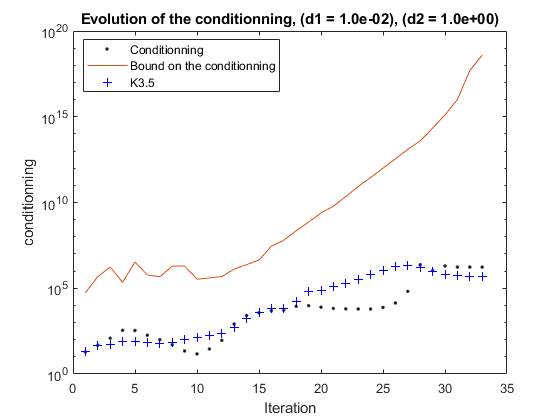 Evolution of the conditionning, (d1 = 1.0e-02), (d2 = 1.0e+00)
10^20
Conditionning
Bound on the conditionning
K3.5
10^15
10^10
10^5
10^0
conditionning
0 5 10 15 20 25 30 35
Iteration